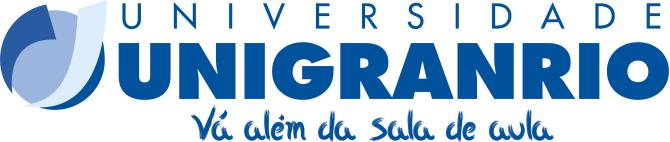 UNIVERSIDADE
UNIGRANRIO
Vá além da sala de aula